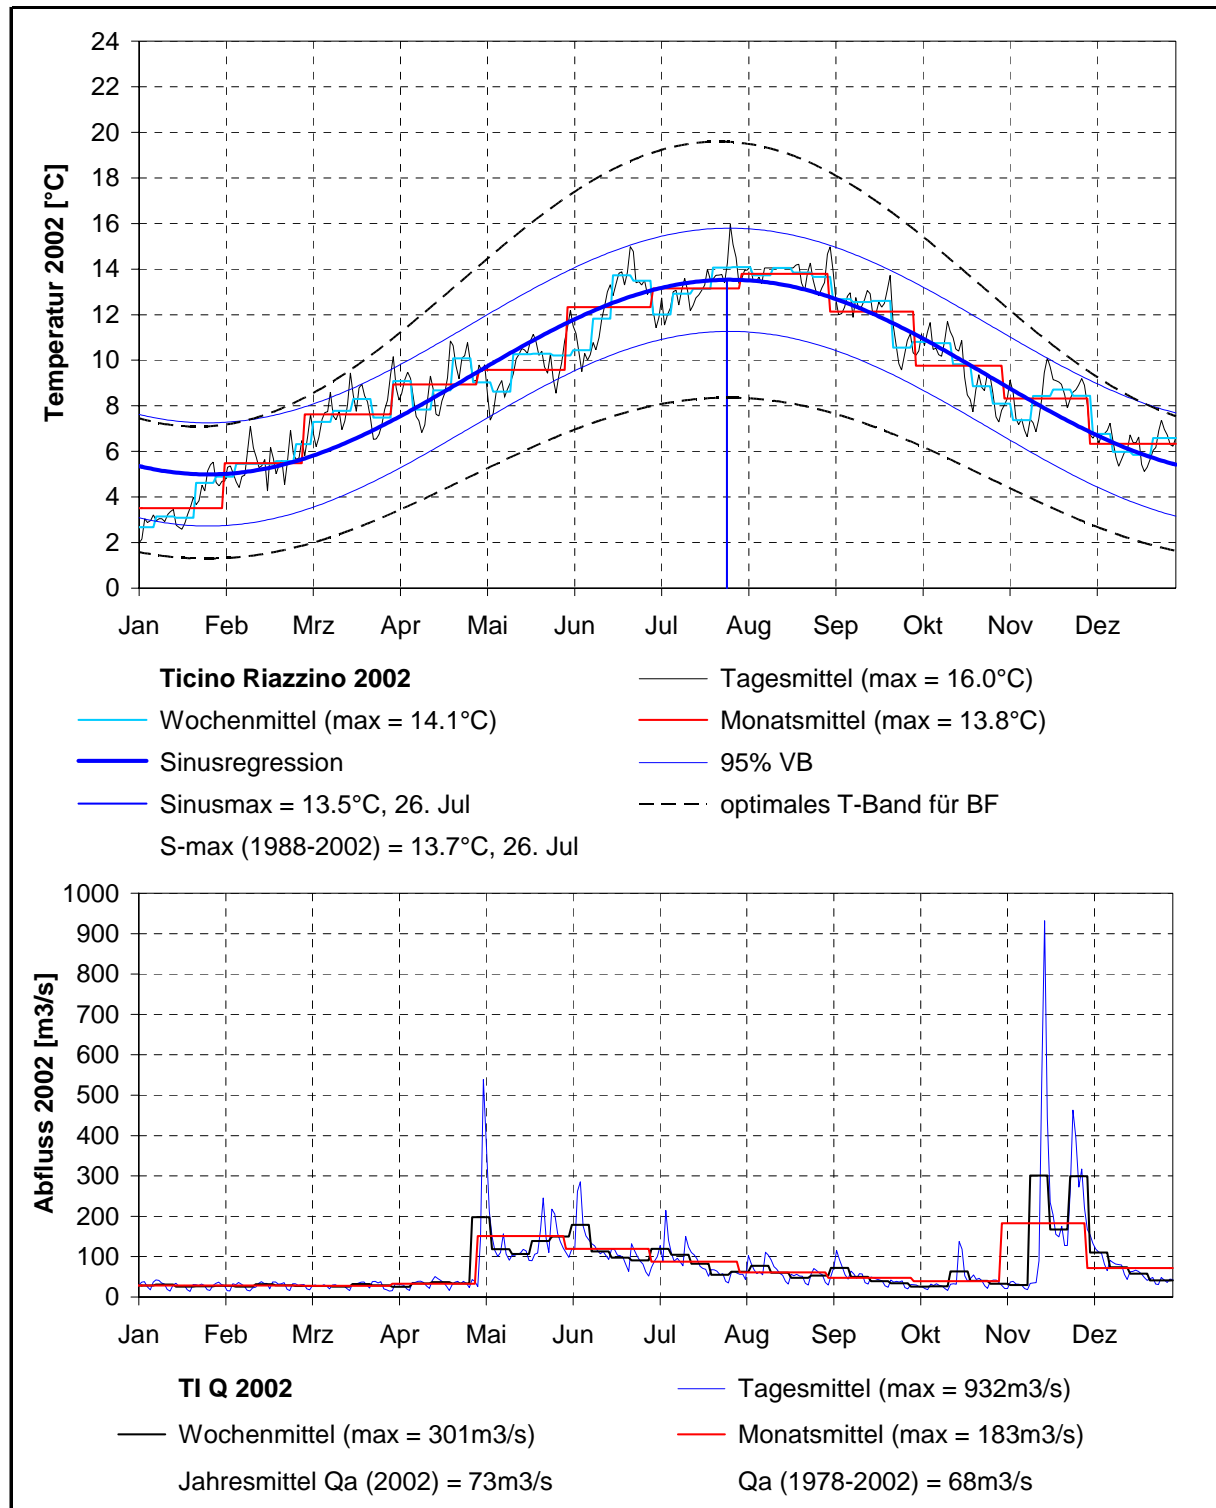 Temperatur 2002 [°C]
24
22
20
18
16
14
12
10
8
6
4
2
0
Jan Feb Mrz Apr Mai Jun Jul Aug Sep Okt Nov Dez
Ticino Riazzino 2002
Tagesmittel (max = 16.0°C)
Wochenmittel (max = 14.1°C)
Monatsmittel (max = 13.8°C)
Sinusregression
95% VB
Sinusmax = 13.5°C, 26. Jul
optimales T-Band für BF
S-max (1988-2002) = 13.7°C, 26. Jul
Abfluss 2002 [m3/s]
1000
900
800
700
600
500
400
300
200
100
0
Jan Feb Mrz Apr Mai Jun Jul Aug Sep Okt Nov Dez
TI Q 2002
Tagesmittel (max = 932m3/s)
Wochenmittel (max = 301m3/s)
Monatsmittel (max = 183m3/s)
Jahresmittel Qa (2002) = 73m3/s
Qa (1978-2002) = 68m3/s